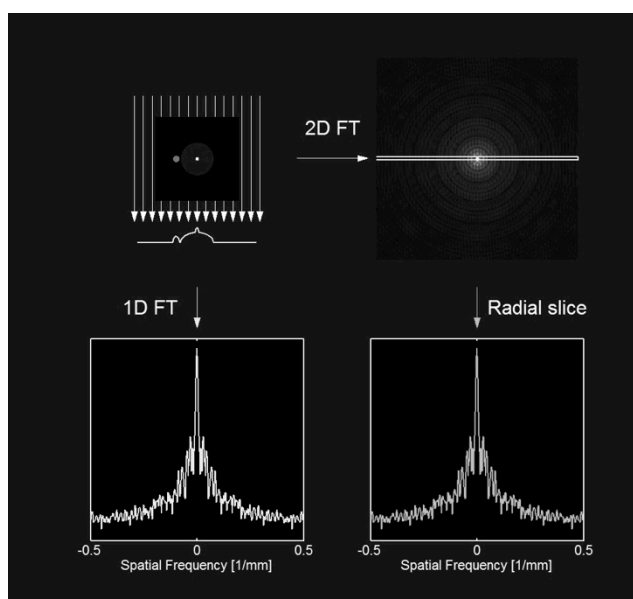 2D FT
1D FT
Radial slice
-0.5 0 0.5
Spatial Frequency [1/mm]
-0.5 0 0.5
Spatial Frequency [1/mm]